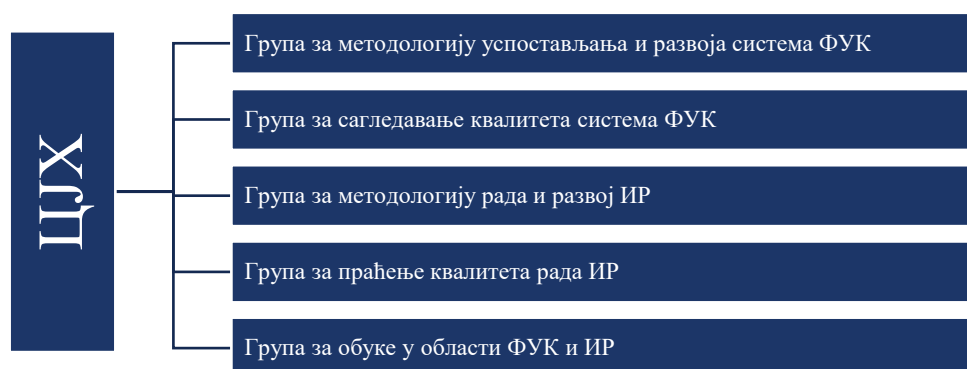 ЦЈХ
Група за методологију успостављања и развоја система ФУК
Група за сагледавање квалитета система ФУК
Група за методологију рада и развој ИР
Група за праћење квалитета рада ИР
Група за обуке у области ФУК и ИР